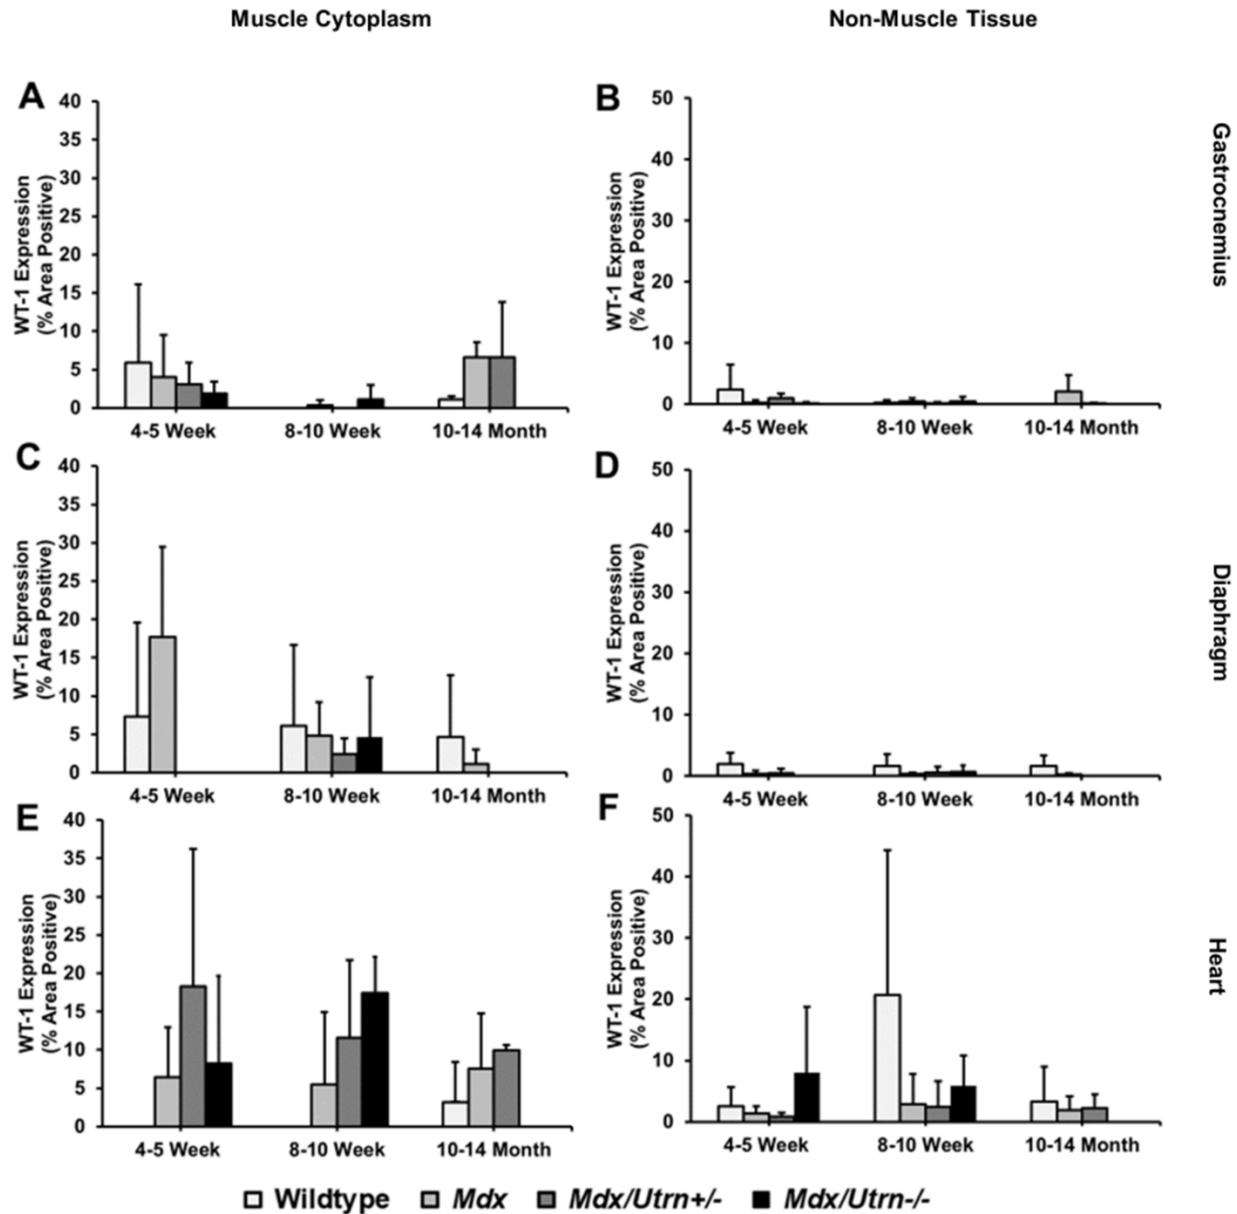 Muscle Cytoplasm
Non-Muscle Tissue
A
WT-1 Expression
(% Area Positive)
40
35
30
25
20
15
10
5
0
4-5 Week
8-10 Week
10-14 Month
B
WT-1 Expression
(% Area Positive)
50
40
30
20
10
0
4-5 Week
8-10 Week
10-14 Month
Gastrocnemius
C
WT-1 Expression
(% Area Positive)
40
35
30
25
20
15
10
5
0
4-5 Week
8-10 Week
10-14 Month
D
WT-1 Expression
(% Area Positive)
50
40
30
20
10
0
4-5 Week
8-10 Week
10-14 Month
Diaphragm
E
WT-1 Expression
(% Area Positive)
40
35
30
25
20
15
10
5
0
4-5 Week
8-10 Week
10-14 Month
F
WT-1 Expression
(% Area Positive)
50
40
30
20
10
0
4-5 Week
8-10 Week
10-14 Month
Heart
Wildtype Mdx Mdx/Utrn+/- Mdx/Utrn-/-